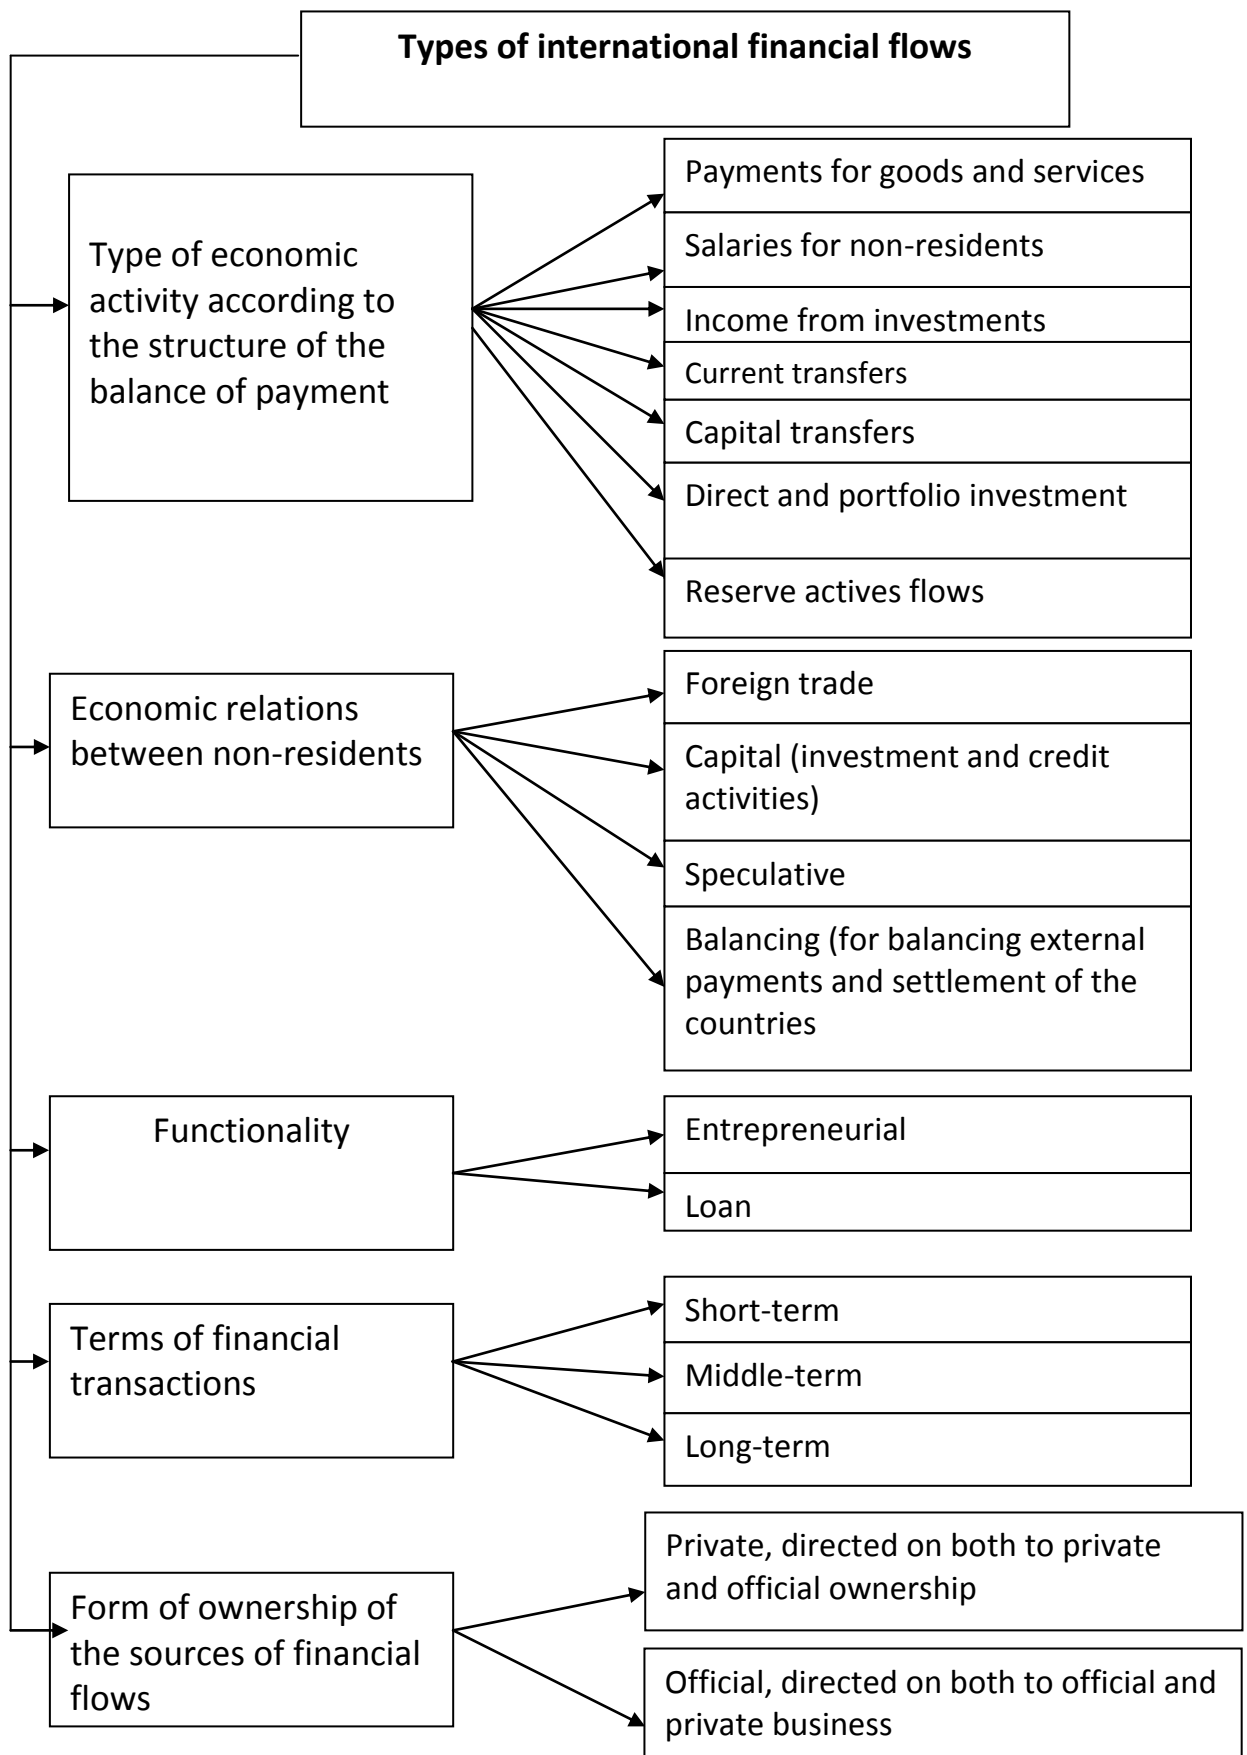 Types of international financial flows
Type of economic
activity according to
the structure of the
balance of payment
Payments for goods and services
Salaries for non-residents
Income from investments
Current transfers
Capital transfers
Direct and portfolio investment
Reserve actives flows
Economic relations
between non-residents
Foreign trade
Capital (investment and credit
activities)
Speculative
Balancing (for balancing external
payments and settlement of the
countries
Functionality
Entrepreneurial
Loan
Terms of financial
transactions
Short-term
Middle-term
Long-term
Form of ownership of
the sources of financial
flows
Private, directed on both to private
and official ownership
Official, directed on both to official and
private business